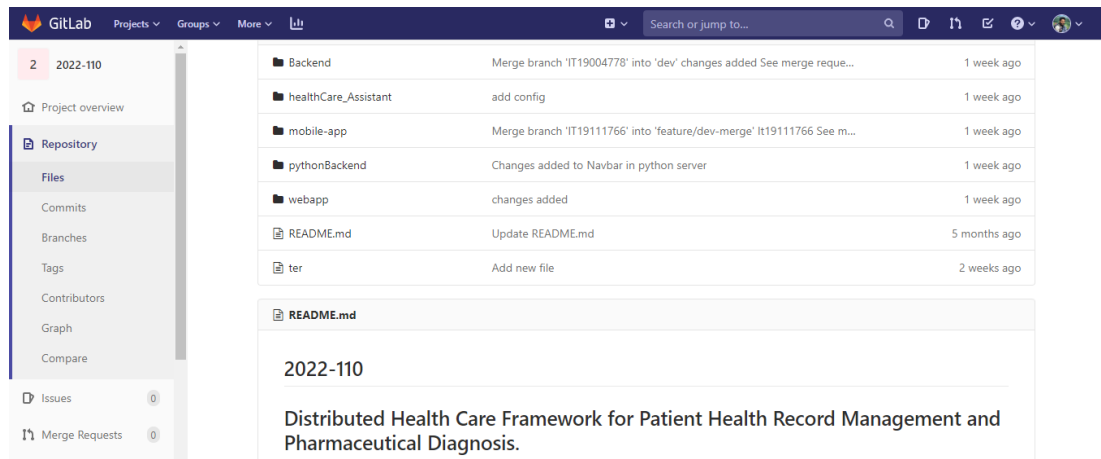 GitLab Projects Groups More Search or jump to...
2 2022-110
Project overview
Repository
Files
Commits
Branches
Tags
Contributors
Graph
Compare
Issues 0
Merge Requests 0
Backend Merge branch 'IT19004778' into 'dev' changes added See merge reque... 1 week ago
healthCare_Assistant add config 1 week ago
mobile-app Merge branch 'IT19111766' into 'feature/dev-merge' It19111766 See m... 1 week ago
pythonBackend Changes added to Navbar in python server 1 week ago
webapp changes added 1 week ago
README.md Update README.md 5 months ago
ter Add new file 2 weeks ago
README.md
2022-110
Distributed Health Care Framework for Patient Health Record Management and
Pharmaceutical Diagnosis.